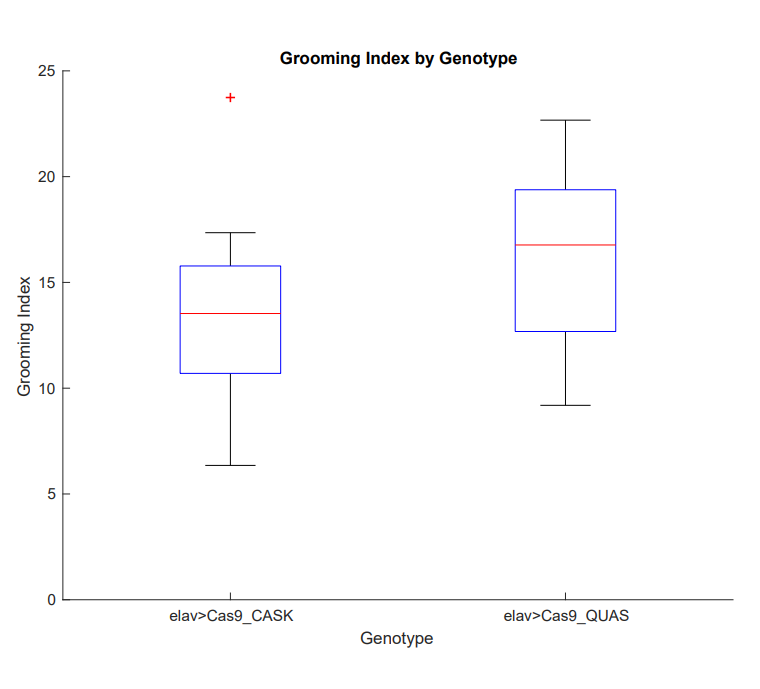 Grooming Index by Genotype
25
20
15
10
5
0
Grooming Index
elav>Cas9_CASK
elav>Cas9_QUAS
Genotype